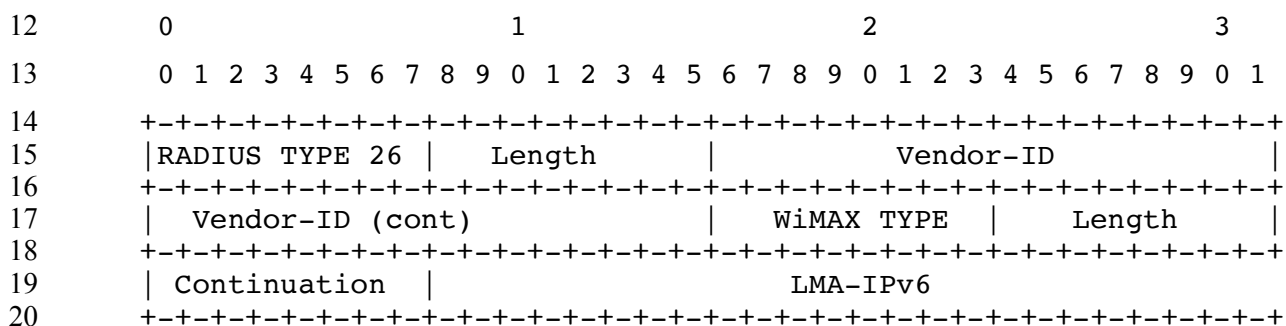 12 0 1 2 3
13 0 1 2 3 4 5 6 7 8 9 0 1 2 3 4 5 6 7 8 9 0 1 2 3 4 5 6 7 8 9 0 1
14 +-+-+-+-+-+-+-+-+-+-+-+-+-+-+-+-+-+-+-+-+-+-+-+-+-+-+-+-+-+-+-+-+
15 |RADIUS TYPE 26 | Length | Vendor-ID |
16 +-+-+-+-+-+-+-+-+-+-+-+-+-+-+-+-+-+-+-+-+-+-+-+-+-+-+-+-+-+-+-+-+
17 | Vendor-ID (cont) | WiMAX TYPE | Length |
18 +-+-+-+-+-+-+-+-+-+-+-+-+-+-+-+-+-+-+-+-+-+-+-+-+-+-+-+-+-+-+-+-+
19 | Continuation | LMA-IPv6
20 +-+-+-+-+-+-+-+-+-+-+-+-+-+-+-+-+-+-+-+-+-+-+-+-+-+-+-+-+-+-+-+-+